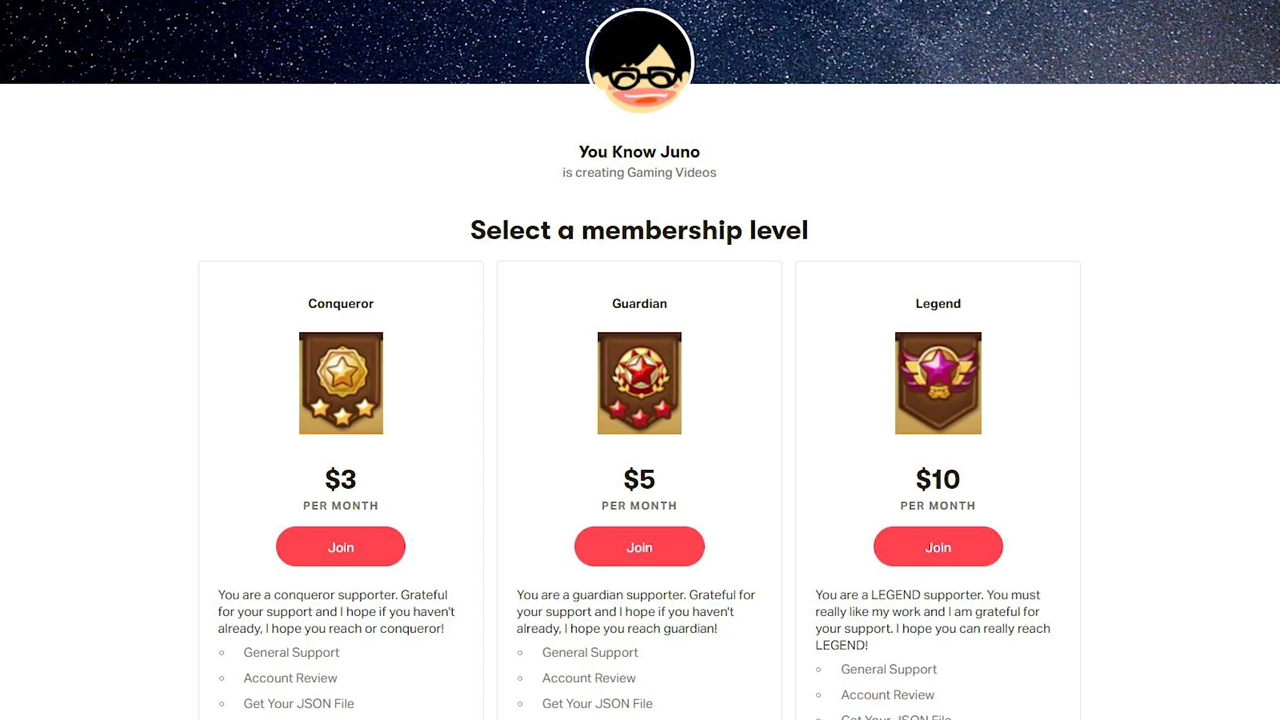 You Know Juno
is creating Gaming Videos
Select a membership level
Conqueror
$3
PER MONTH
Join
You are a conqueror supporter. Grateful
for your support and I hope if you haven't
already, I hope you reach or conqueror!
General Support
Account Review
Get Your JSON File
Guardian
$5
PER MONTH
Join
You are a guardian supporter. Grateful for
your support and I hope if you haven't
already, I hope you reach guardian!
General Support
Account Review
Get Your JSON File
Legend
$10
PER MONTH
Join
You are a LEGEND supporter. You must
really like my work and I am grateful for
your support. I hope you can really reach
LEGEND!
General Support
Account Review
Get Your JSON File